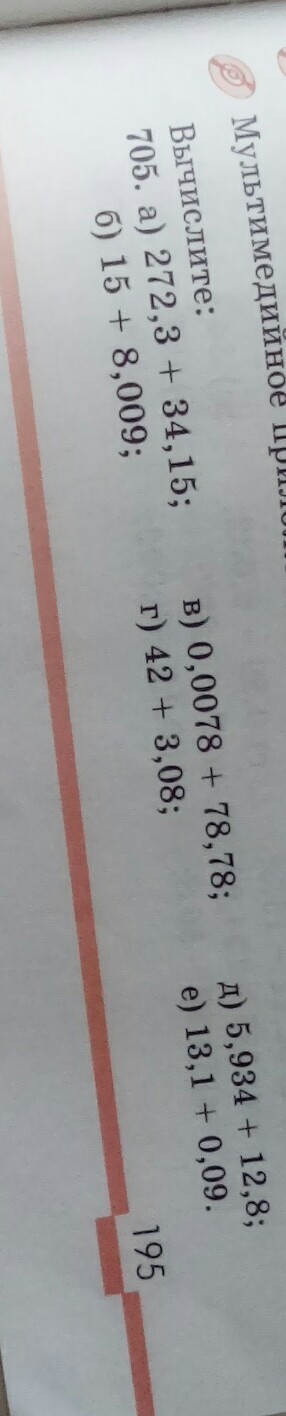 Мультимедийное
Вычислите:
705. а) 272,3 + 34,15; в) 0,0078 + 78,78; д) 5,934 + 12,8;
б) 15 + 8,009; г) 42 + 3,08; е) 13,1 + 0,09.
195